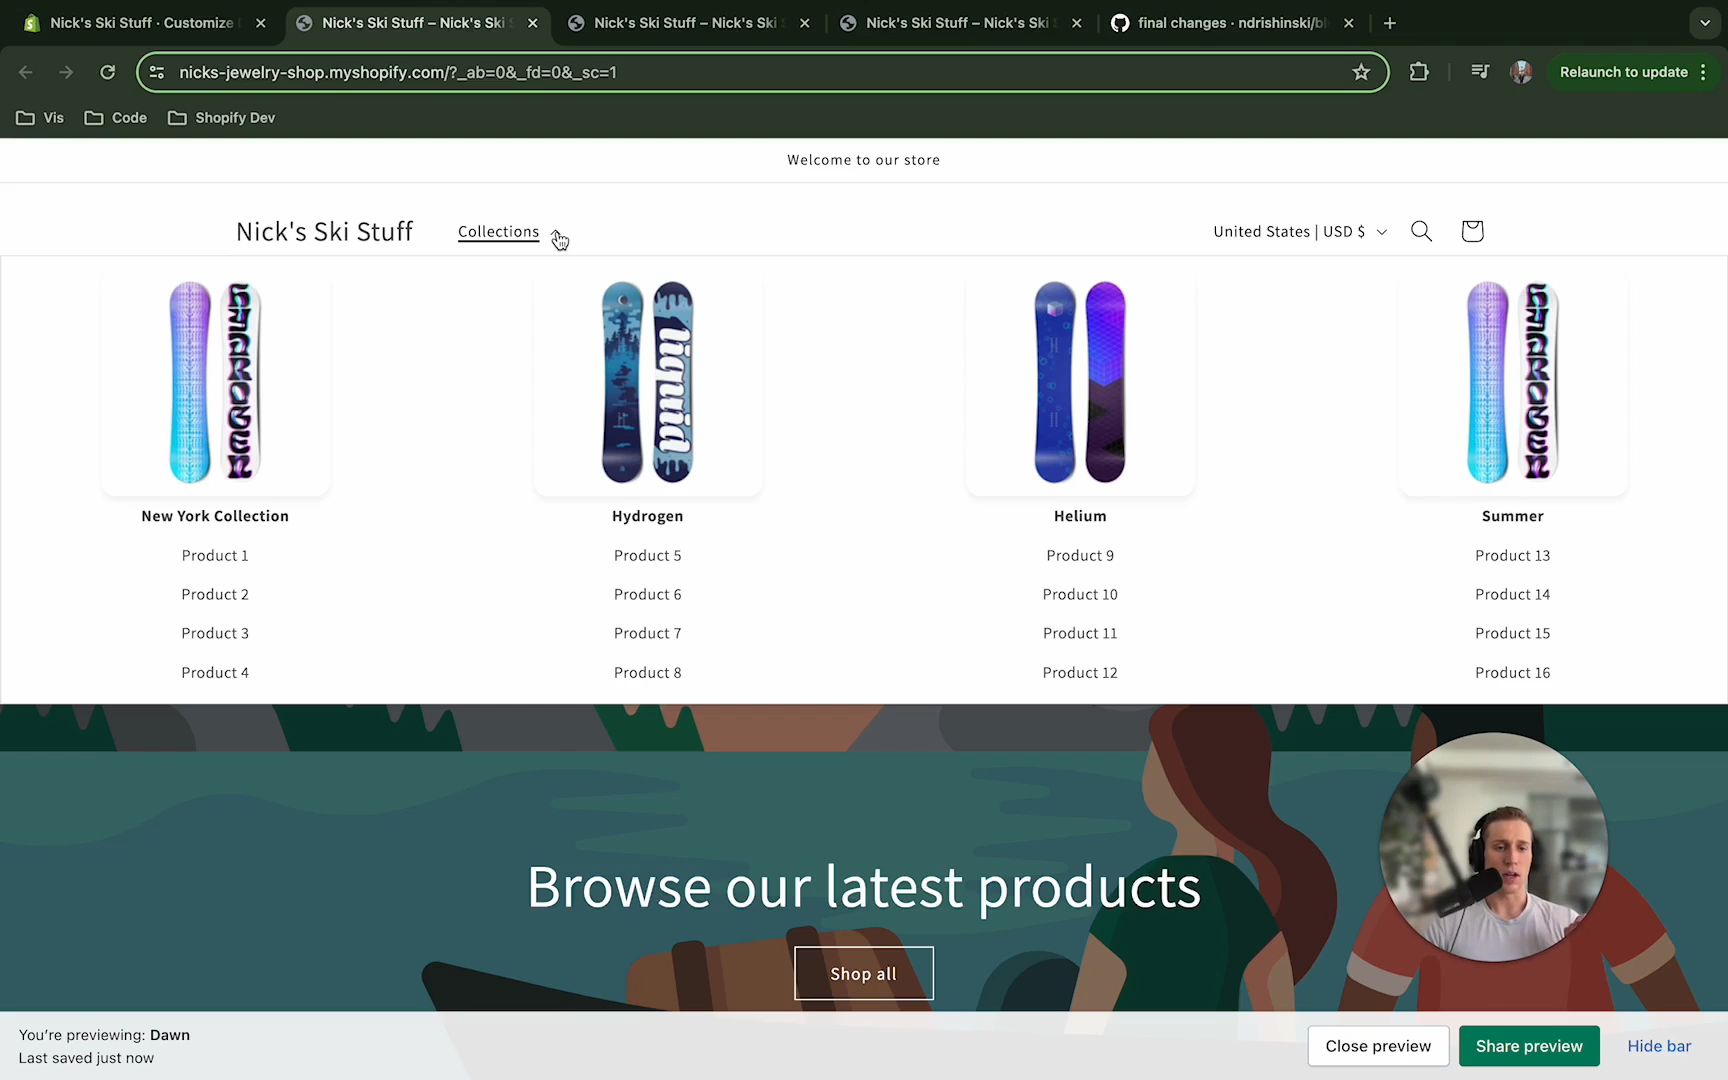 Nick's Ski Stuff · Customize
Nick's Ski Stuff – Nick's Ski
Nick's Ski Stuff – Nick's Ski
Nick's Ski Stuff – Nick's Ski
final changes · ndrishinski/bl
nicks-jewelry-shop.myshopify.com/?_ab=0&_fd=0&_sc=1
Relaunch to update
Vis
Code
Shopify Dev
Welcome to our store
Nick's Ski Stuff
Collections
United States | USD $
HYDROGEN
liquid
HYDROGEN
New York Collection
Hydrogen
Helium
Summer
Product 1
Product 5
Product 9
Product 13
Product 2
Product 6
Product 10
Product 14
Product 3
Product 7
Product 11
Product 15
Product 4
Product 8
Product 12
Product 16
Browse our latest products
Shop all
You're previewing: Dawn
Last saved just now
Close preview
Share preview
Hide bar